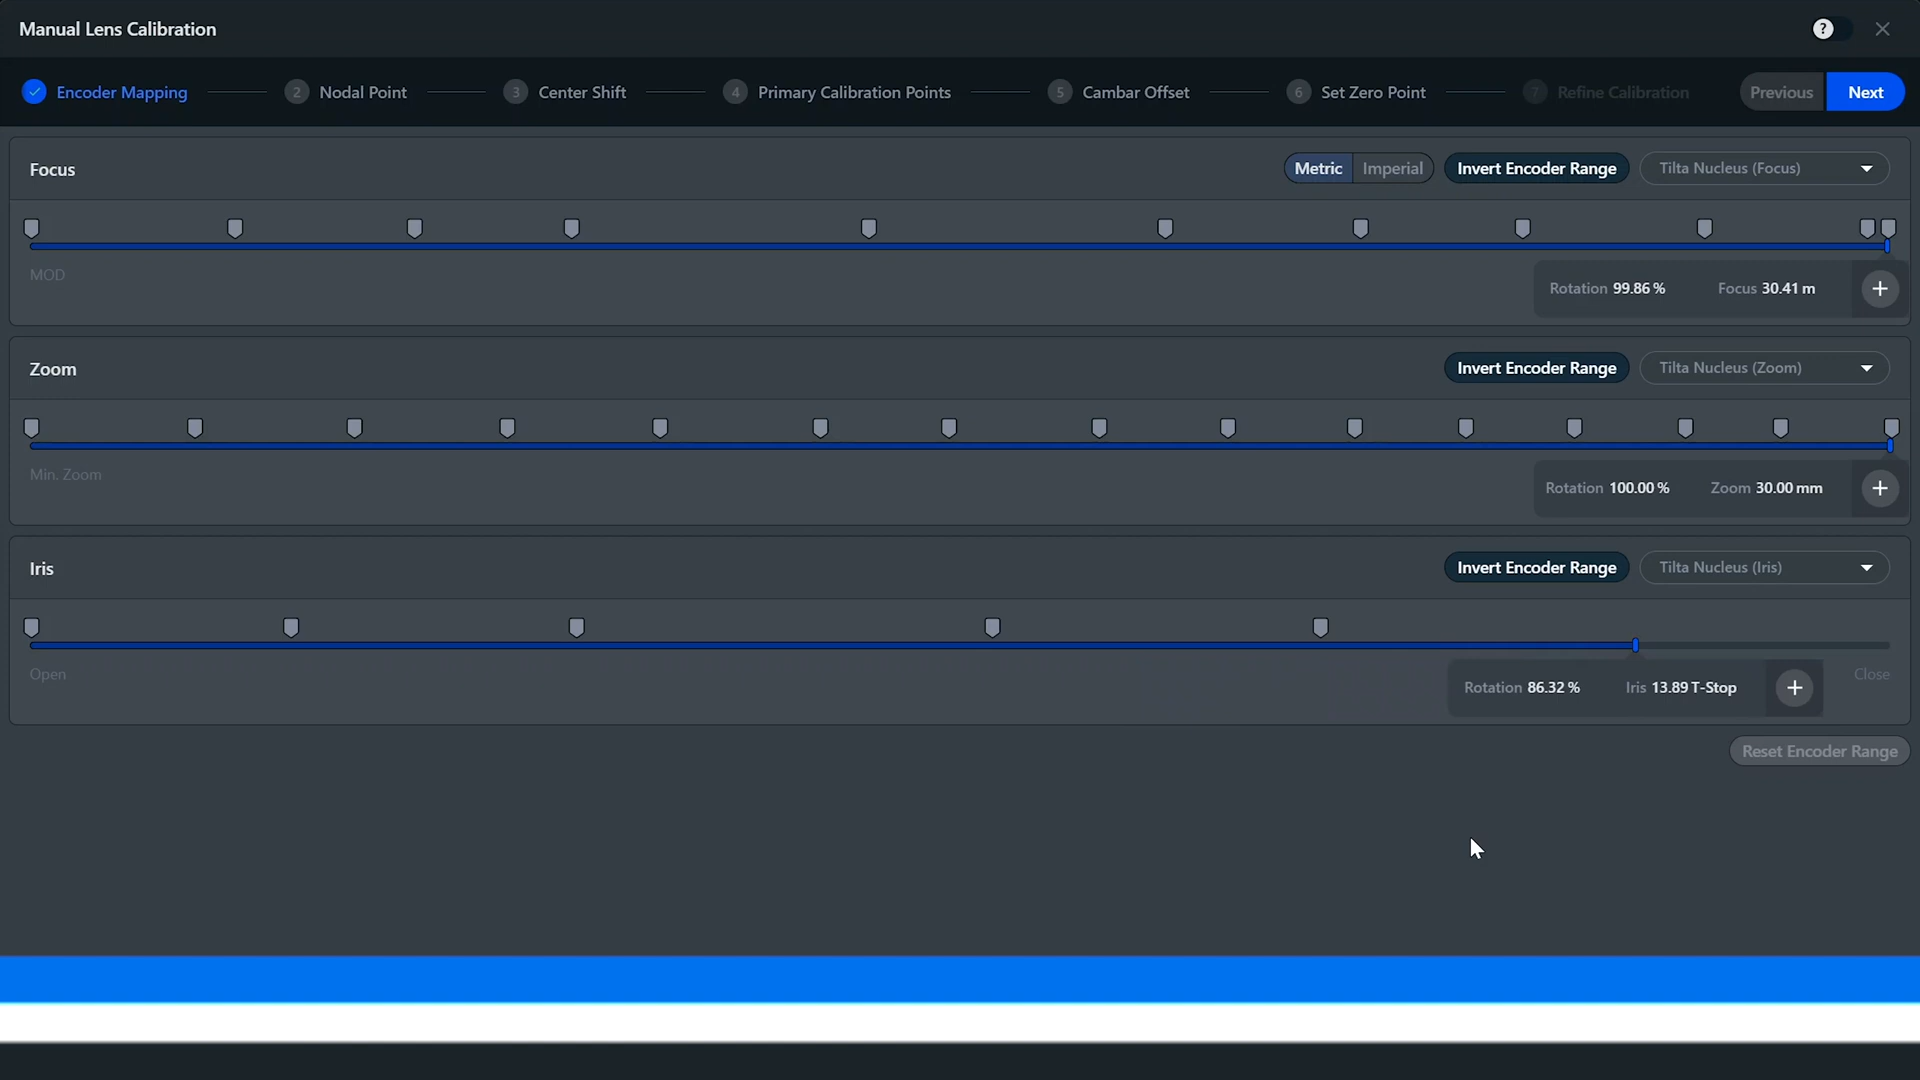 Manual Lens Calibration
?
Encoder Mapping
2 Nodal Point
3 Center Shift
4 Primary Calibration Points
5 Cambar Offset
6 Set Zero Point
7 Refine Calibration
Previous
Next
Focus
Metric Imperial
Invert Encoder Range
Tilta Nucleus (Focus)
MOD
Rotation 99.86 % Focus 30.41 m
Zoom
Invert Encoder Range
Tilta Nucleus (Zoom)
Min. Zoom
Rotation 100.00 % Zoom 30.00 mm
Iris
Invert Encoder Range
Tilta Nucleus (Iris)
Open
Rotation 86.32 % Iris 13.89 T-Stop
Close
Reset Encoder Range